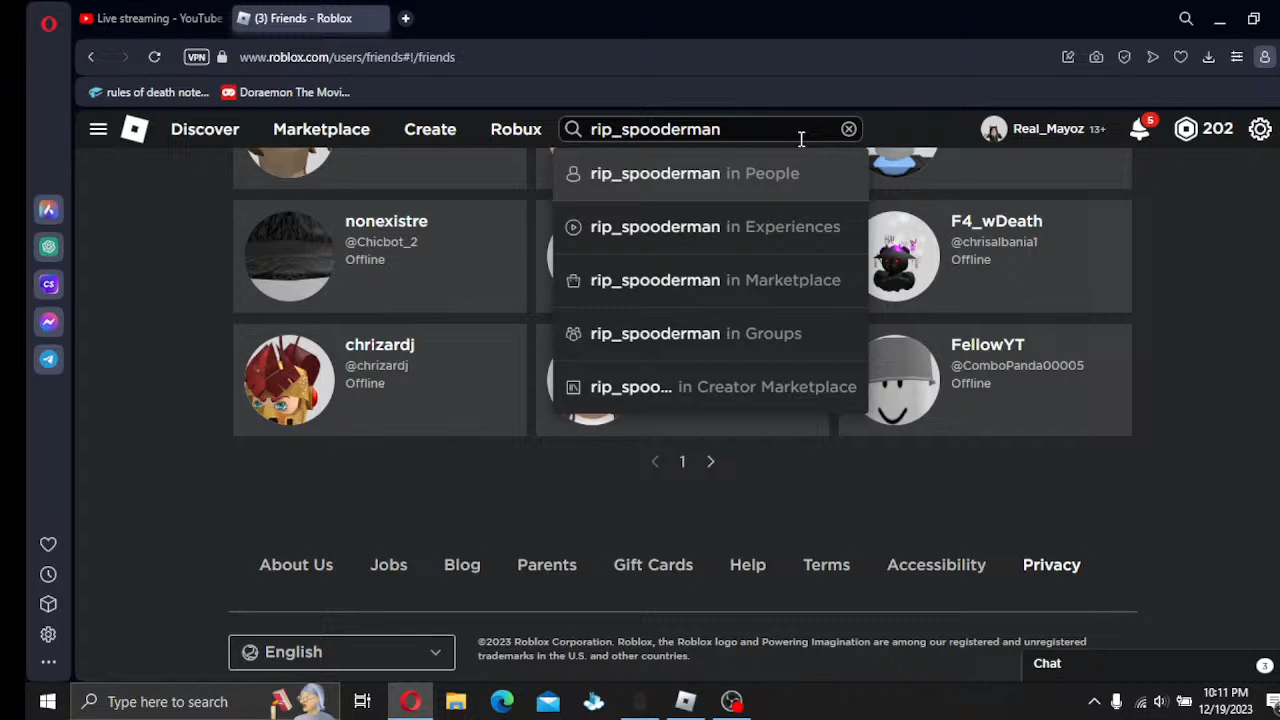 Live streaming - YouTube
(3) Friends - Roblox
VPN
www.roblox.com/users/friends#!/friends
rules of death note...
Doraemon The Movi...
Discover
Marketplace
Create
Robux
rip_spooderman
Real_Mayoz 13+
5
202
rip_spooderman in People
rip_spooderman in Experiences
rip_spooderman in Marketplace
rip_spooderman in Groups
rip_spoo... in Creator Marketplace
nonexistre
@Chicbot_2
Offline
F4_wDeath
@chrisalbania1
Offline
CS
chrizardj
@chrizardj
Offline
FellowYT
@ComboPanda00005
Offline
1
About Us
Jobs
Blog
Parents
Gift Cards
Help
Terms
Accessibility
Privacy
English
©2023 Roblox Corporation. Roblox, the Roblox logo and Powering Imagination are among our registered and unregistered
trademarks in the U.S. and other countries.
Chat
3
Type here to search
10:11 PM
12/19/2023